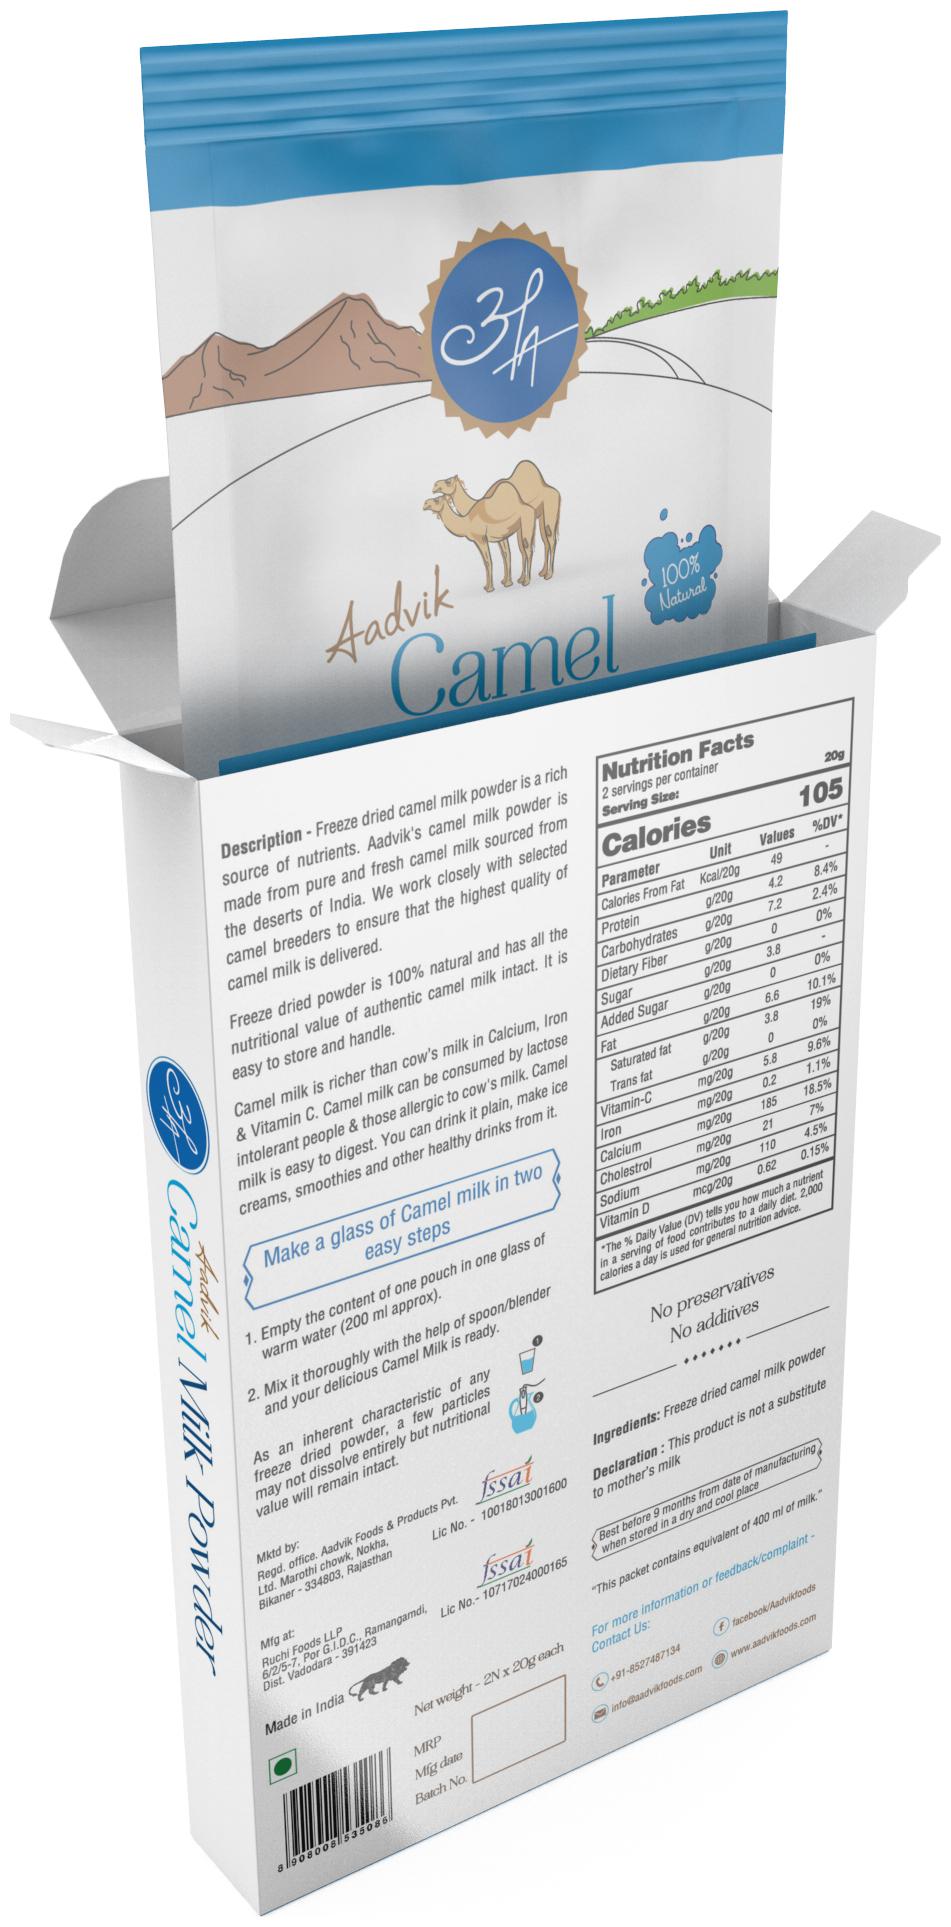 अA
Aadvik
Camel
100%
Natural
Description - Freeze dried camel milk powder is a rich
source of nutrients. Aadvik's camel milk powder is
made from pure and fresh camel milk sourced from
the deserts of India. We work closely with selected
camel breeders to ensure that the highest quality of
camel milk is delivered.
Freeze dried powder is 100% natural and has all the
nutritional value of authentic camel milk intact. It is
easy to store and handle.
Camel milk is richer than cow's milk in Calcium, Iron
& Vitamin C. Camel milk can be consumed by lactose
intolerant people & those allergic to cow's milk. Camel
milk is easy to digest. You can drink it plain, make ice
creams, smoothies and other healthy drinks from it.
Make a glass of Camel milk in two
easy steps
1. Empty the content of one pouch in one glass of
warm water (200 ml approx).
2. Mix it thoroughly with the help of spoon/blender
and your delicious Camel Milk is ready.
1
2
As an inherent characteristic of any
freeze dried powder, a few particles
may not dissolve entirely but nutritional
value will remain intact.
Mktd by:
Regd. office. Aadvik Foods & Products Pvt.
Ltd. Marothi chowk, Nokha,
Bikaner - 334803, Rajasthan
fssai
Lic No. - 10018013001600
Mfg at:
Ruchi Foods LLP
6/2/5-7, Por G.I.D.C., Ramangamdi,
Dist. Vadodara - 391423
fssai
Lic No.- 10717024000165
Made in India
Net weight - 2N x 20g each
MRP
Mfg date
Batch No.
8 908008 535086
Nutrition Facts
2 servings per container
Serving Size: 20g
Calories 105
Parameter Unit Values %DV*
Calories From Fat Kcal/20g 49 -
Protein g/20g 4.2 8.4%
Carbohydrates g/20g 7.2 2.4%
Dietary Fiber g/20g 0 0%
Sugar g/20g 3.8 -
Added Sugar g/20g 0 0%
Fat g/20g 6.6 10.1%
Saturated fat g/20g 3.8 19%
Trans fat g/20g 0 0%
Vitamin-C mg/20g 5.8 9.6%
Iron mg/20g 0.2 1.1%
Calcium mg/20g 185 18.5%
Cholestrol mg/20g 21 7%
Sodium mg/20g 110 4.5%
Vitamin D mcg/20g 0.62 0.15%
*The % Daily Value (DV) tells you how much a nutrient
in a serving of food contributes to a daily diet. 2,000
calories a day is used for general nutrition advice.
No preservatives
No additives
Ingredients: Freeze dried camel milk powder
Declaration : This product is not a substitute
to mother's milk
Best before 9 months from date of manufacturing
when stored in a dry and cool place
"This packet contains equivalent of 400 ml of milk."
For more information or feedback/complaint -
Contact Us:
+91-8527487134
facebook/Aadvikfoods
info@aadvikfoods.com
www.aadvikfoods.com
अA
Aadvik
Camel Milk Powder